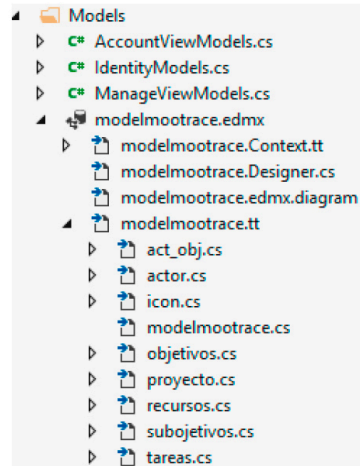 Models
C# AccountViewModels.cs
C# IdentityModels.cs
C# ManageViewModels.cs
modelmootrace.edmx
modelmootrace.Context.tt
modelmootrace.Designer.cs
modelmootrace.edmx.diagram
modelmootrace.tt
act_obj.cs
actor.cs
icon.cs
modelmootrace.cs
objetivos.cs
proyecto.cs
recursos.cs
subojetivos.cs
tareas.cs